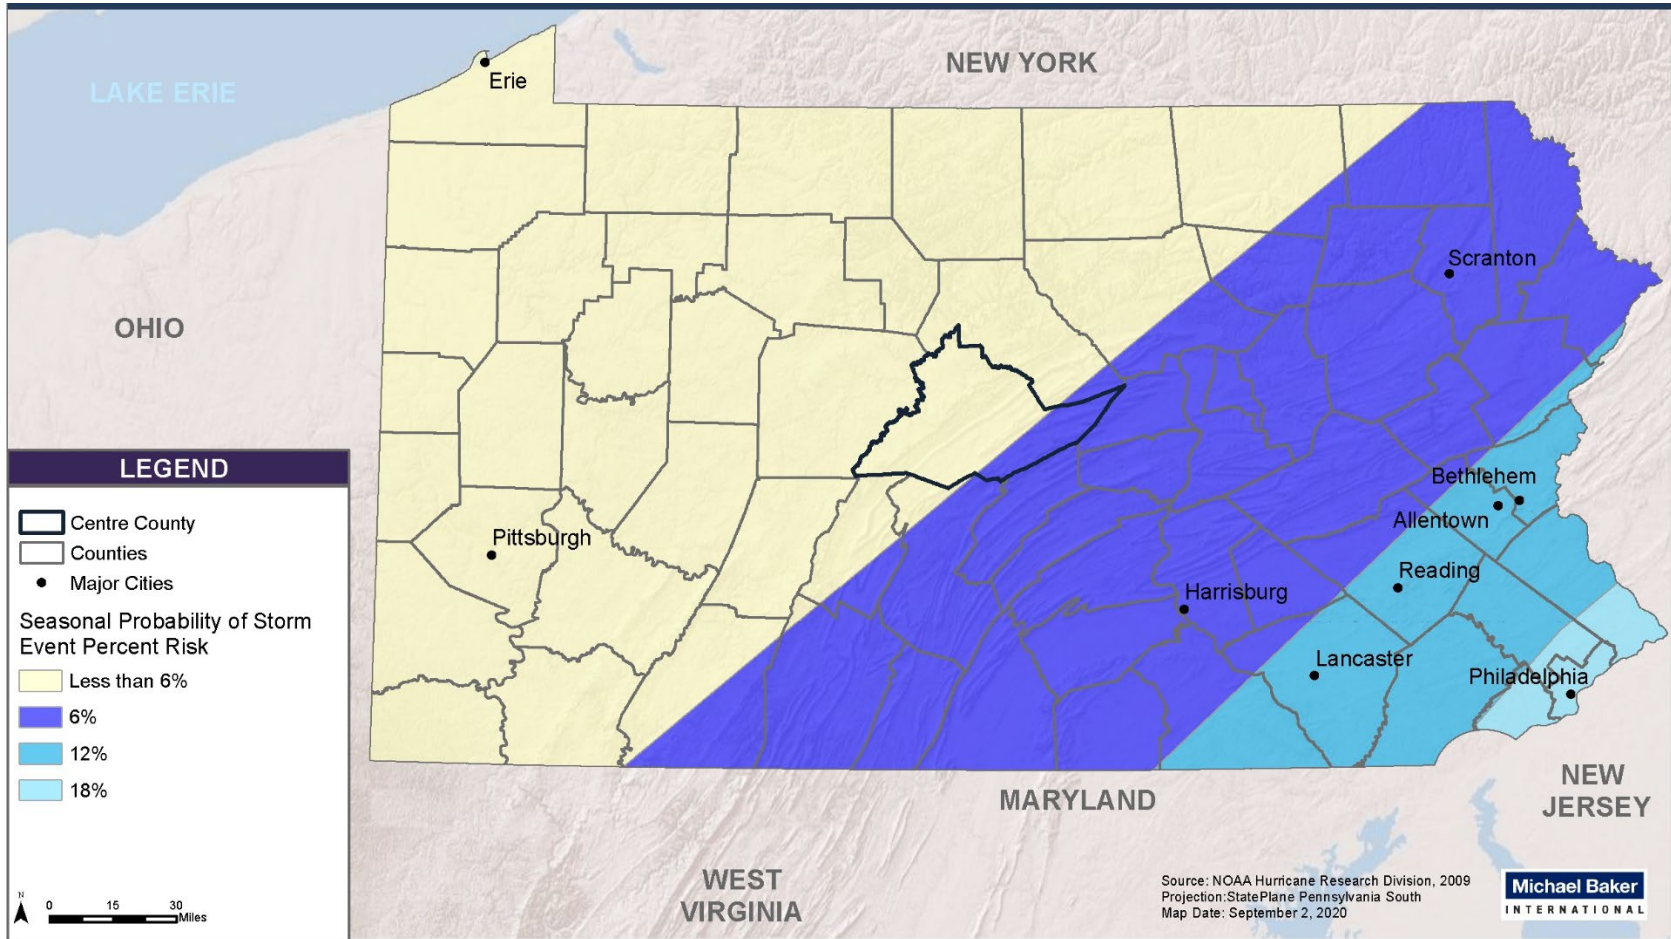 NEW YORK
LAKE ERIE
Erie
Scranton
OHIO
LEGEND
Centre County
Counties
Major Cities
Seasonal Probability of Storm
Event Percent Risk
Less than 6%
6%
12%
18%
N
0 15 30
Miles
Pittsburgh
Bethlehem
Allentown
Reading
Harrisburg
Lancaster
Philadelphia
MARYLAND
NEW
JERSEY
WEST
VIRGINIA
Source: NOAA Hurricane Research Division, 2009
Projection:StatePlane Pennsylvania South
Map Date: September 2, 2020
Michael Baker
INTERNATIONAL